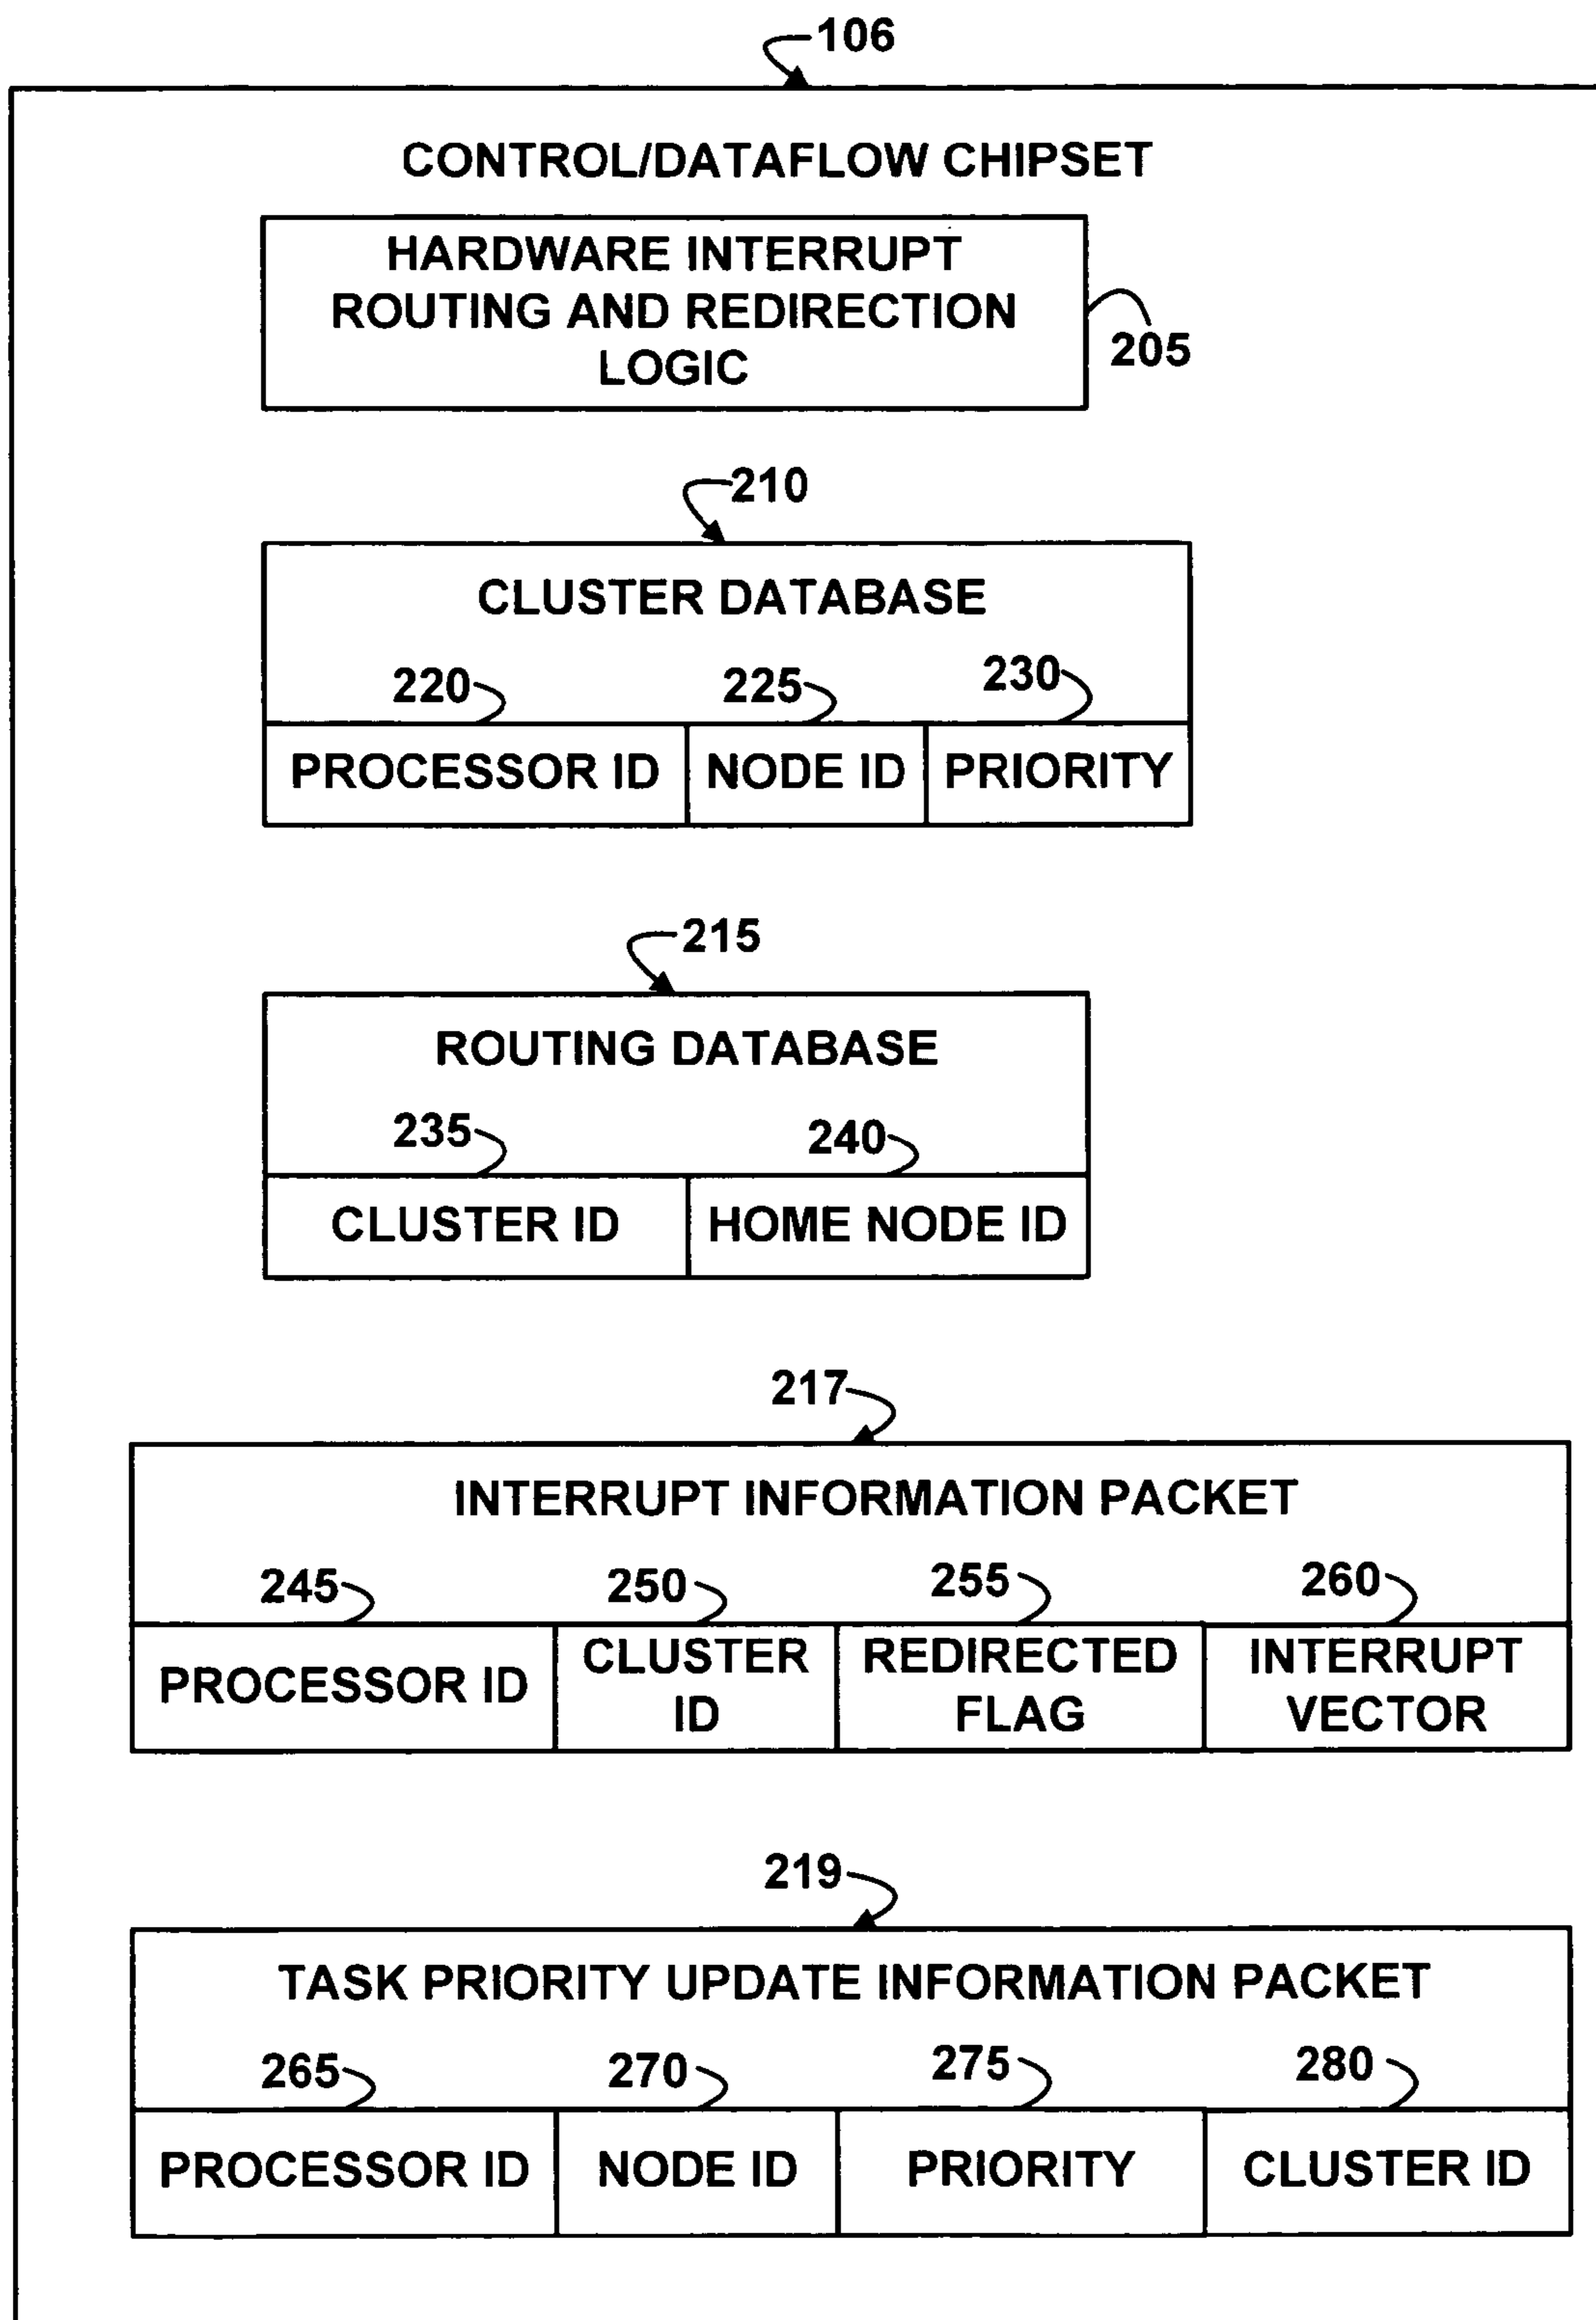 106
CONTROL/DATAFLOW CHIPSET
HARDWARE INTERRUPT
ROUTING AND REDIRECTION
LOGIC
205
210
CLUSTER DATABASE
220 225 230
PROCESSOR ID NODE ID PRIORITY
215
ROUTING DATABASE
235 240
CLUSTER ID HOME NODE ID
217
INTERRUPT INFORMATION PACKET
245 250 255 260
PROCESSOR ID CLUSTER ID REDIRECTED FLAG INTERRUPT VECTOR
219
TASK PRIORITY UPDATE INFORMATION PACKET
265 270 275 280
PROCESSOR ID NODE ID PRIORITY CLUSTER ID